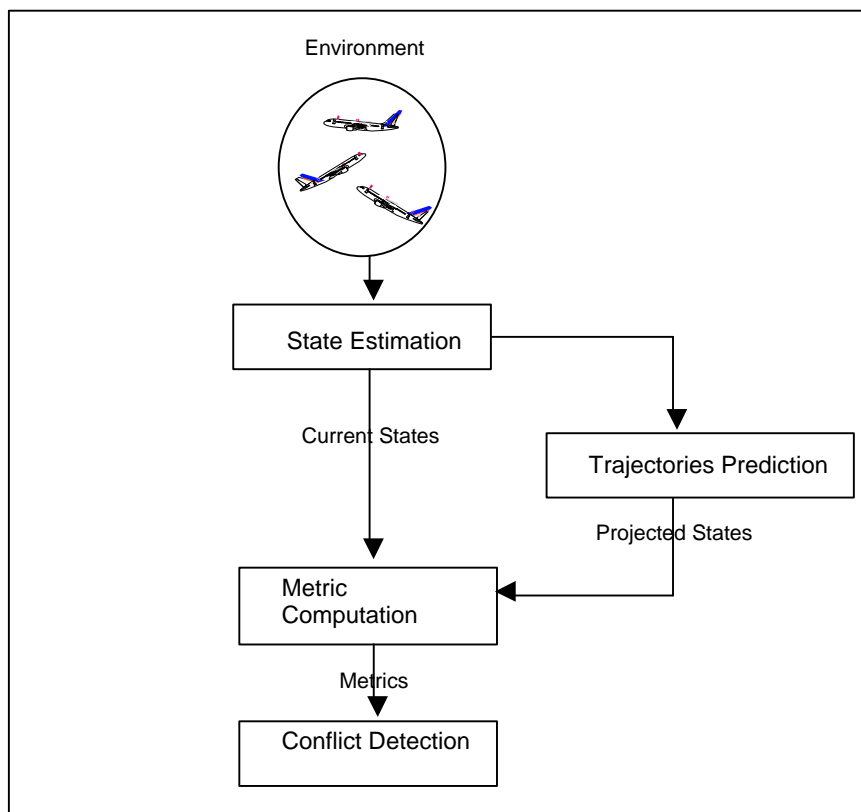 Environment
State Estimation
Current States
Trajectories Prediction
Projected States
Metric
Computation
Metrics
Conflict Detection